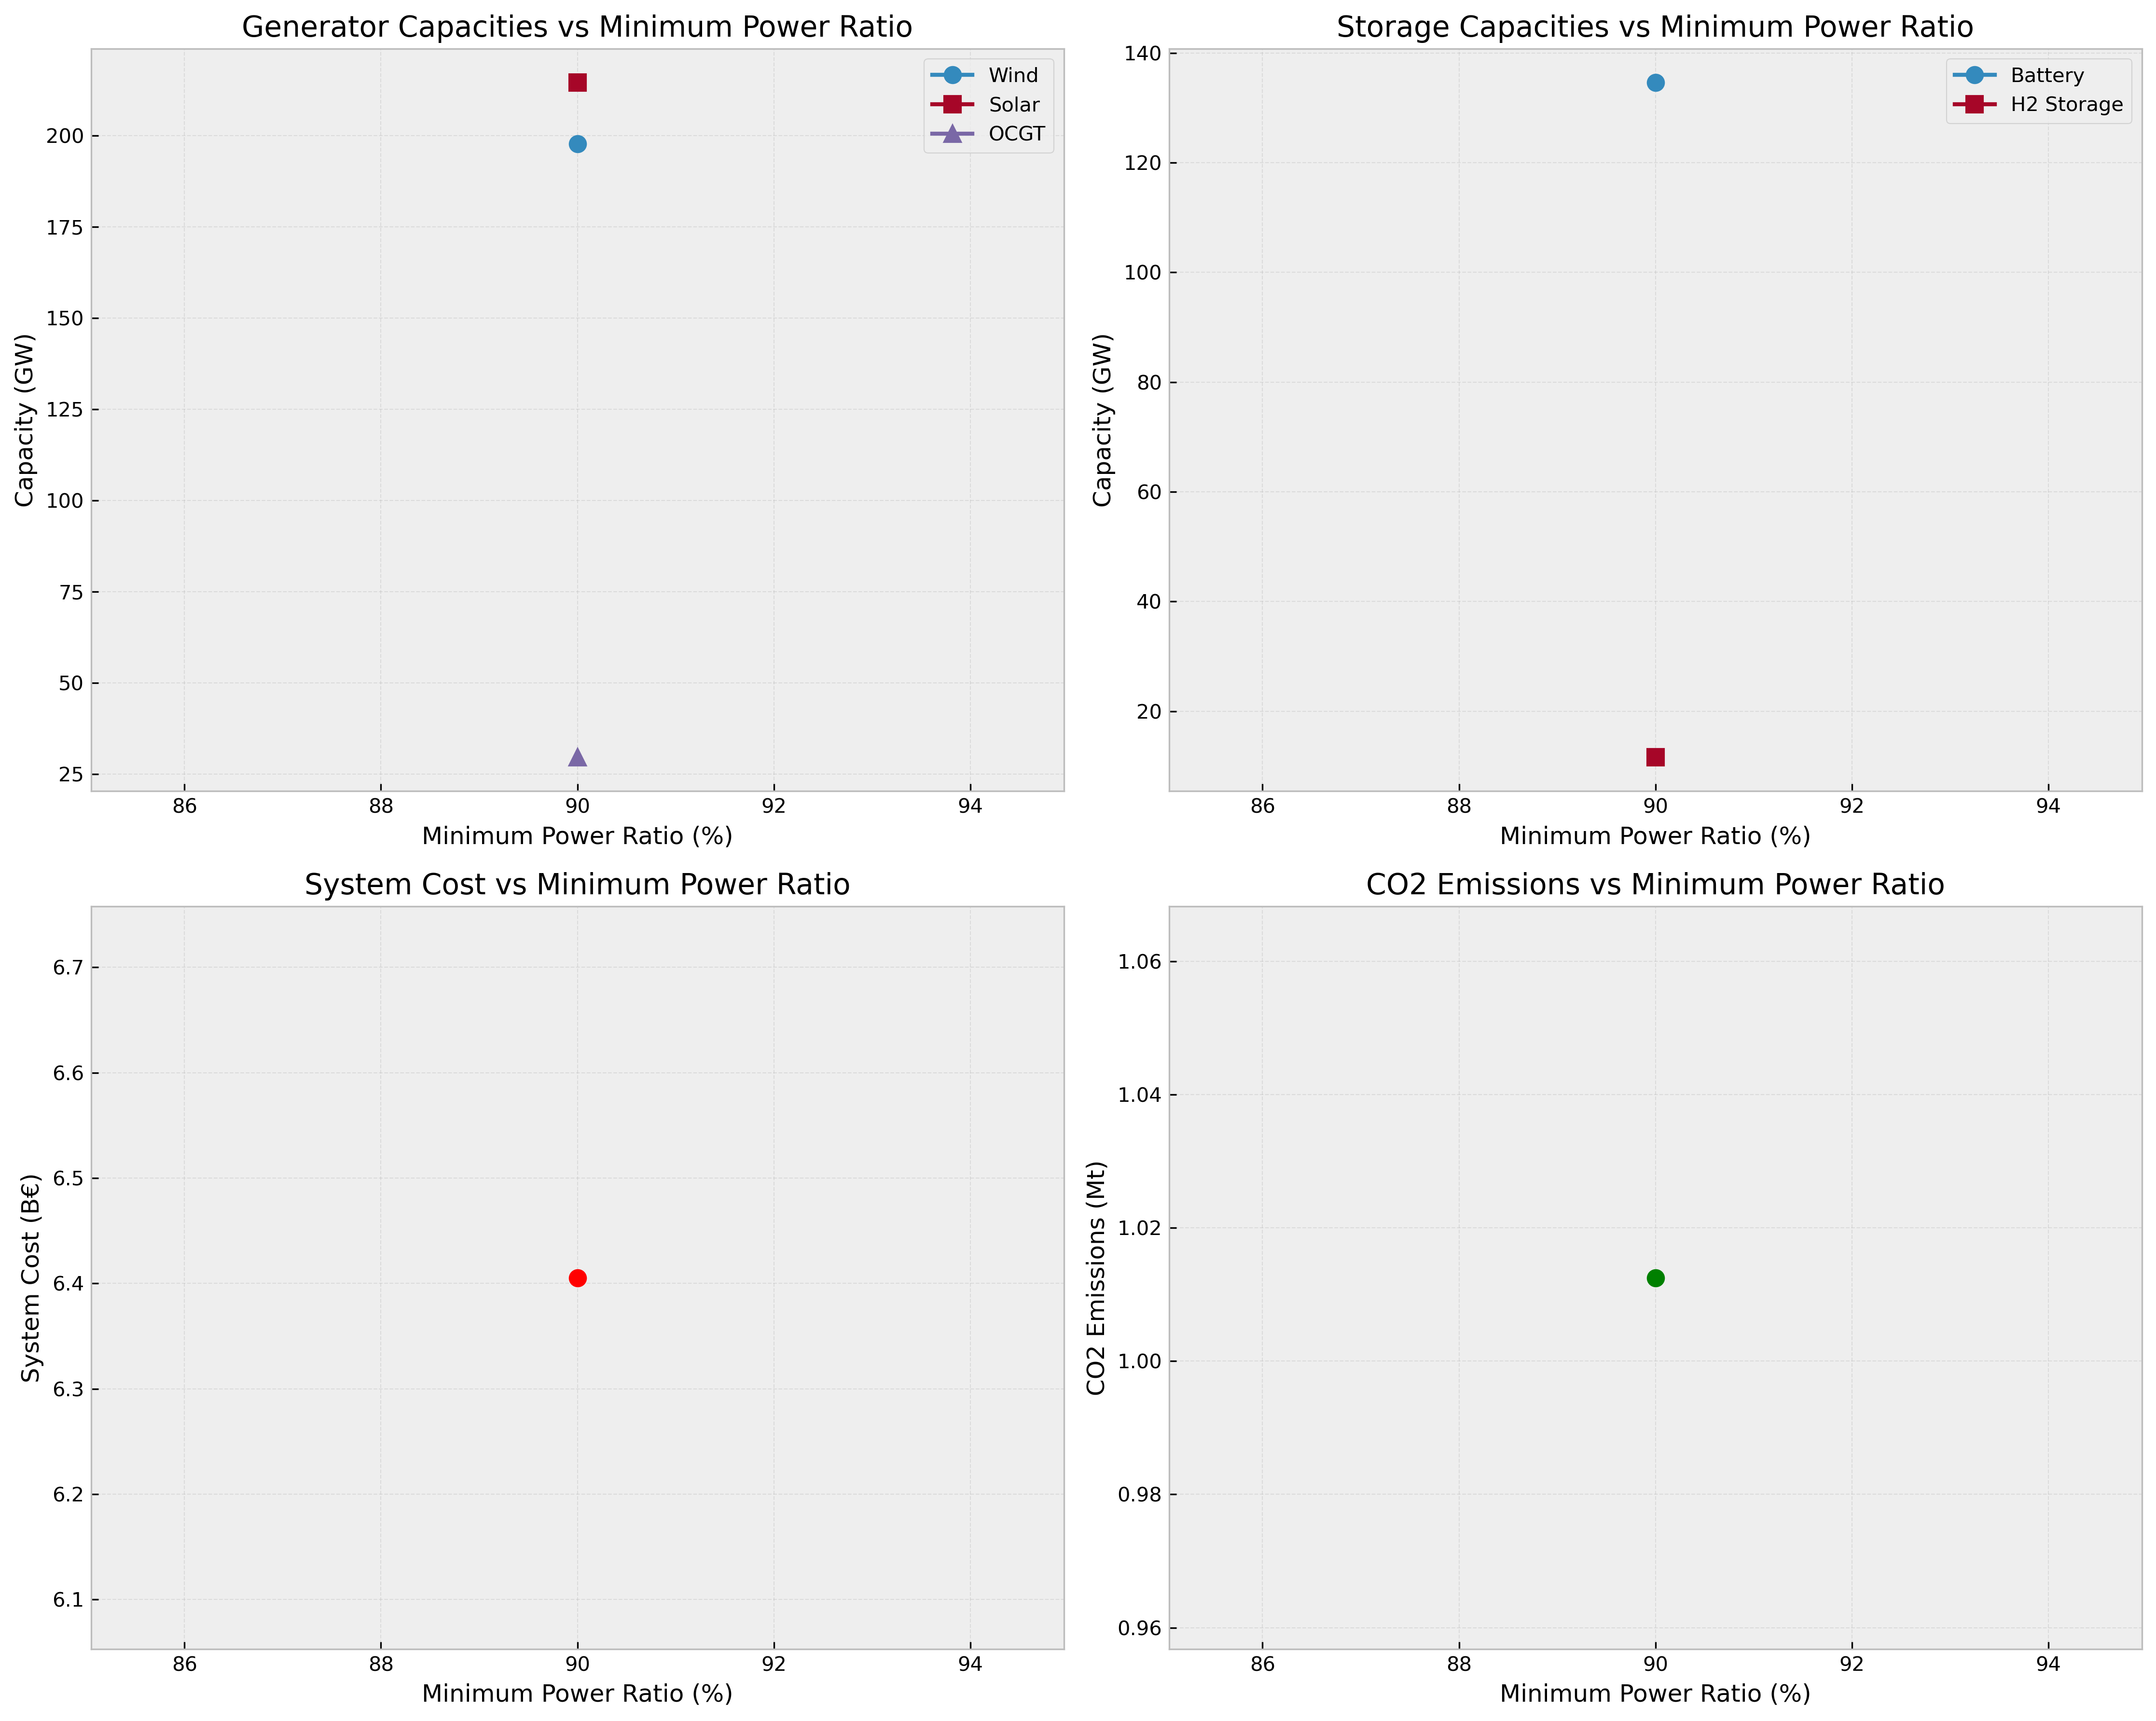 Generator Capacities vs Minimum Power Ratio
Capacity (GW)
200
175
150
125
100
75
50
25
86 88 90 92 94
Minimum Power Ratio (%)
Wind
Solar
OCGT
Storage Capacities vs Minimum Power Ratio
Capacity (GW)
140
120
100
80
60
40
20
86 88 90 92 94
Minimum Power Ratio (%)
Battery
H2 Storage
System Cost vs Minimum Power Ratio
System Cost (B€)
6.7
6.6
6.5
6.4
6.3
6.2
6.1
86 88 90 92 94
Minimum Power Ratio (%)
CO2 Emissions vs Minimum Power Ratio
CO2 Emissions (Mt)
1.06
1.04
1.02
1.00
0.98
0.96
86 88 90 92 94
Minimum Power Ratio (%)